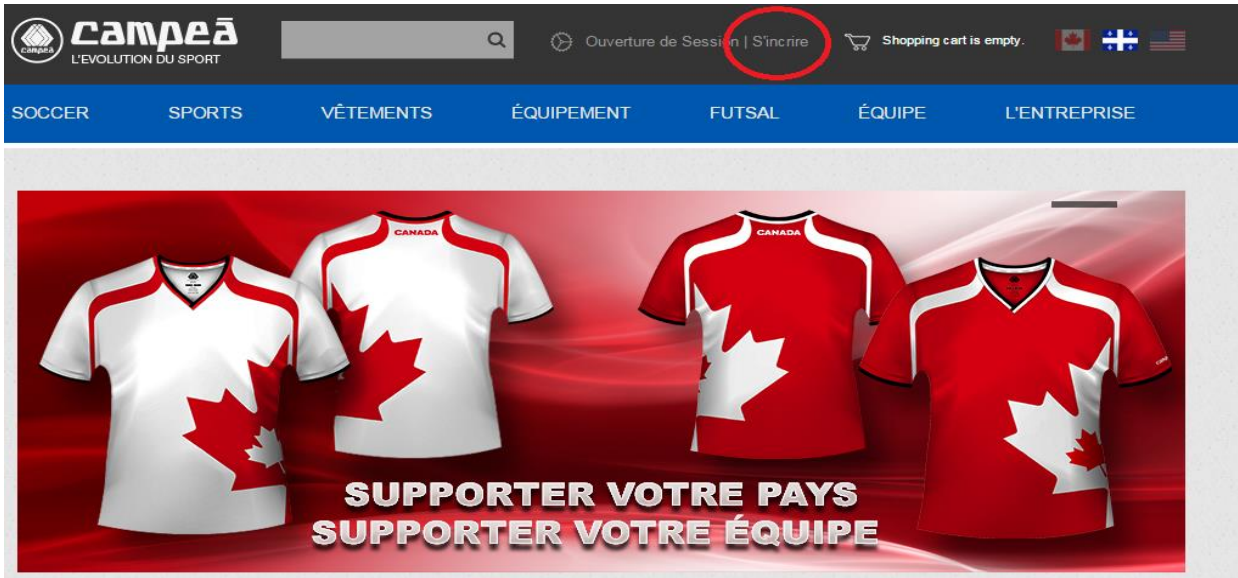 campeã
CAMPEÃ
L'EVOLUTION DU SPORT
Ouverture de Session | S'incrire
Shopping cart is empty.
SOCCER SPORTS VÊTEMENTS ÉQUIPEMENT FUTSAL ÉQUIPE L'ENTREPRISE
CANADA
CANADA
SUPPORTER VOTRE PAYS
SUPPORTER VOTRE ÉQUIPE